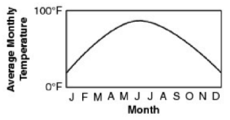 Average Monthly
Temperature
100°F
0°F
J F M A M J J A S O N D
Month